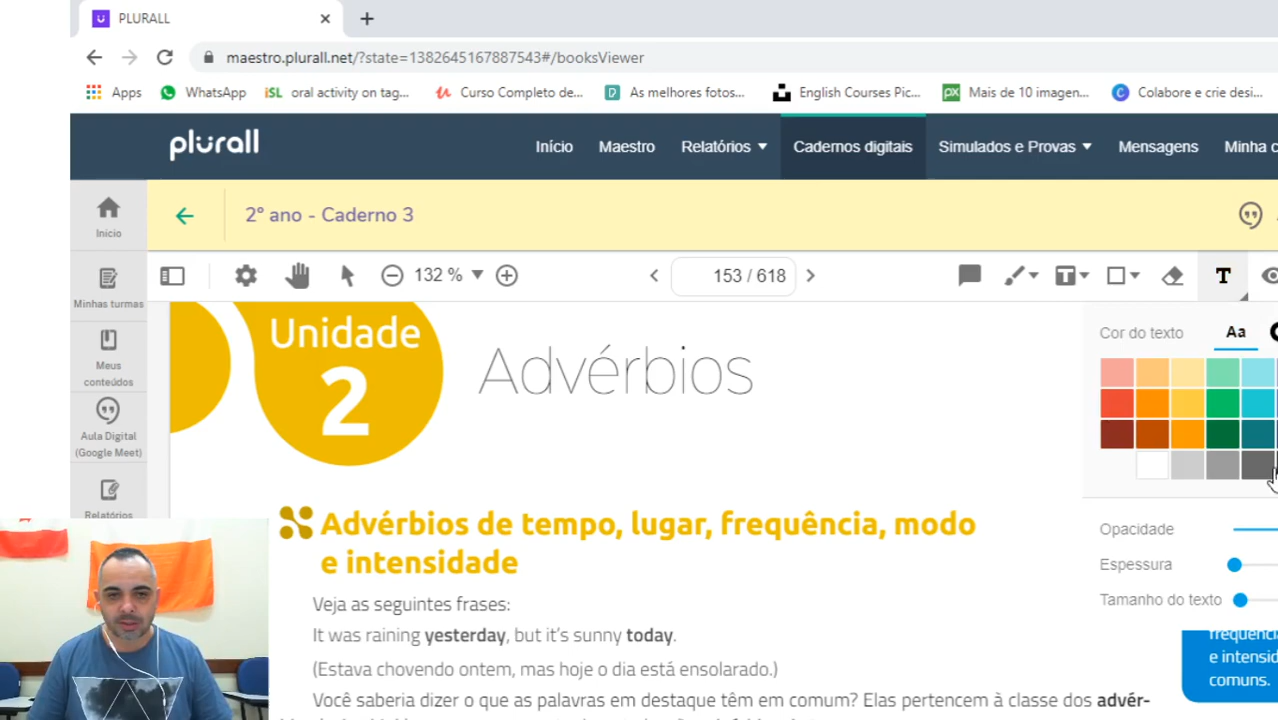 PLURALL
maestro.plurall.net/?state=1382645167887543#/booksViewer
Apps WhatsApp iSL oral activity on tag... Curso Completo de... As melhores fotos... English Courses Pic... px Mais de 10 imagen... Colabore e crie desi...
plurall Início Maestro Relatórios Cadernos digitais Simulados e Provas Mensagens Minha c
2º ano - Caderno 3
Inicio
Minhas turmas
Meus
conteúdos
Aula Digital
(Google Meet)
Relatórios
132 % 153 / 618 T T
Cor do texto Aa
Opacidade
Espessura
Tamanho do texto
Unidade
2
Advérbios
Advérbios de tempo, lugar, frequência, modo
e intensidade
Veja as seguintes frases:
It was raining yesterday, but it's sunny today.
(Estava chovendo ontem, mas hoje o dia está ensolarado.)
Você saberia dizer o que as palavras em destaque têm em comum? Elas pertencem à classe dos advér-
e intensid
comuns.